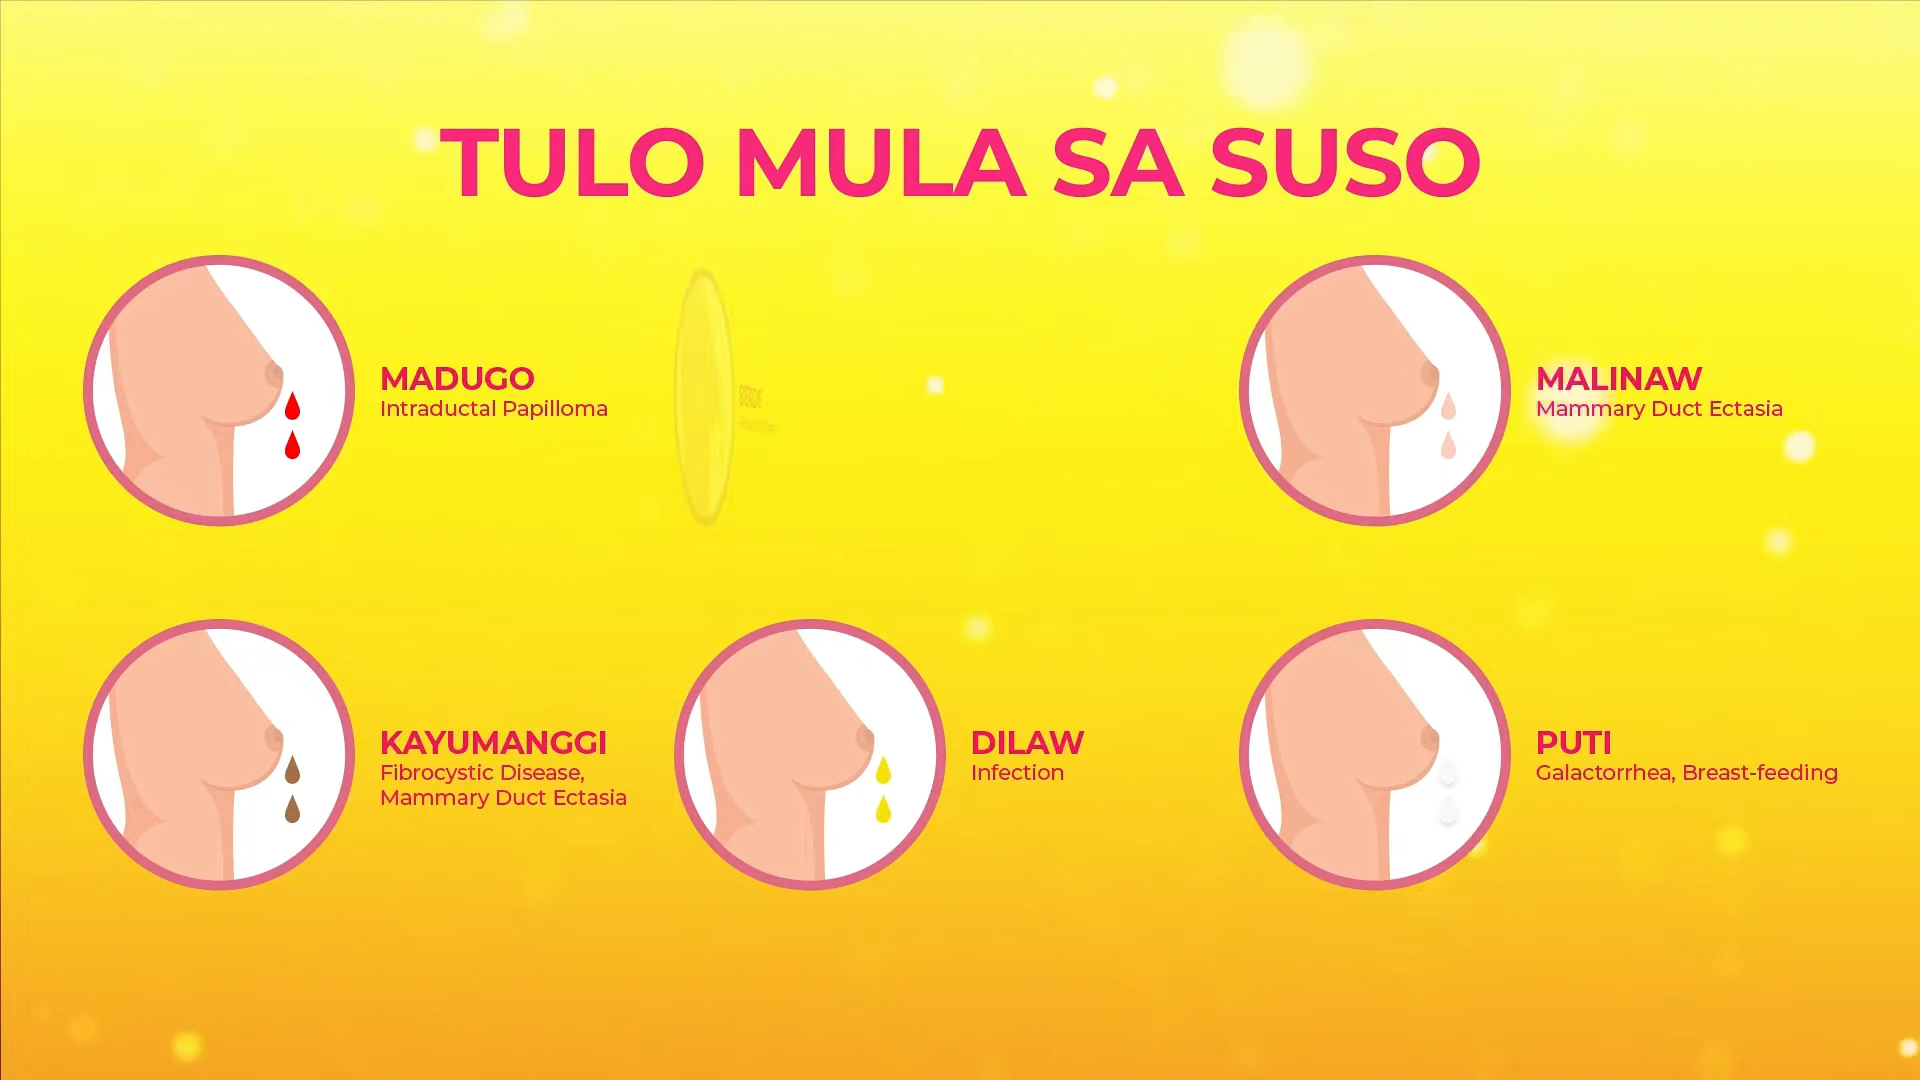 TULO MULA SA SUSO
MADUGO
Intraductal Papilloma
MALINAW
Mammary Duct Ectasia
KAYUMANGGI
Fibrocystic Disease,
Mammary Duct Ectasia
DILAW
Infection
PUTI
Galactorrhea, Breast-feeding